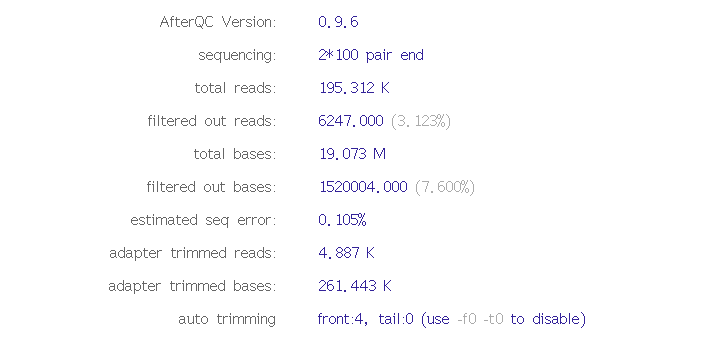 AfterQC Version: 0.9.6
sequencing: 2*100 pair end
total reads: 195.312 K
filtered out reads: 6247.000 (3.123%)
total bases: 19.073 M
filtered out bases: 1520004.000 (7.600%)
estimated seq error: 0.105%
adapter trimmed reads: 4.887 K
adapter trimmed bases: 261.443 K
auto trimming front:4, tail:0 (use -f0 -t0 to disable)